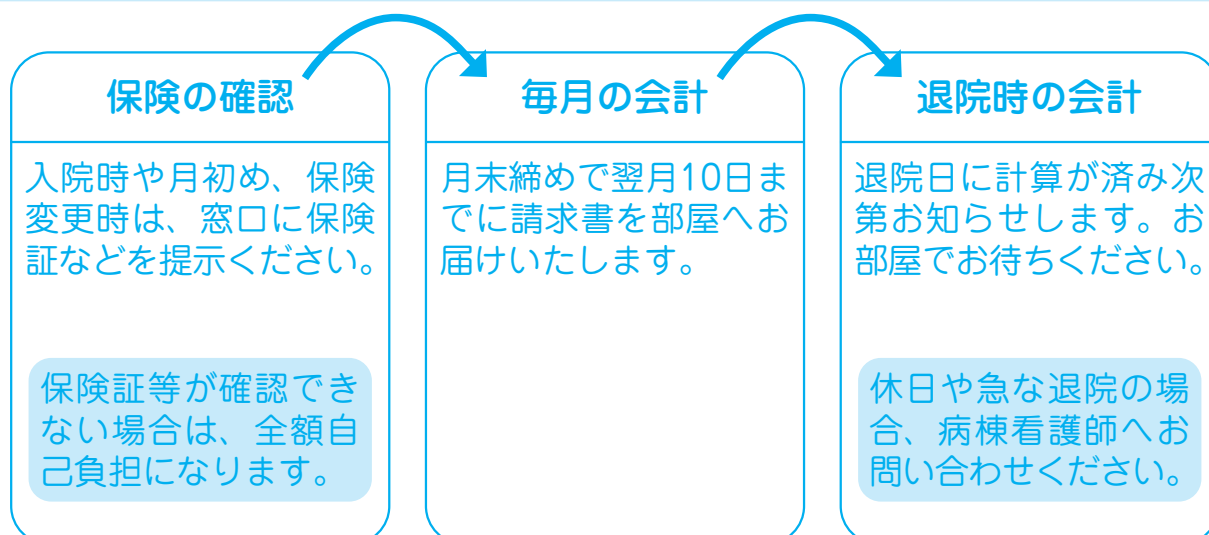 保険の確認
入院時や月初め、保険
変更時は、窓口に保険
証などを提示ください。
保険証等が確認でき
ない場合は、全額自
己負担になります。
毎月の会計
月末締めで翌月10日ま
でに請求書を部屋へお
届けいたします。
退院時の会計
退院日に計算が済み次
第お知らせします。お
部屋でお待ちください。
休日や急な退院の場
合、病棟看護師へお
問い合わせください。